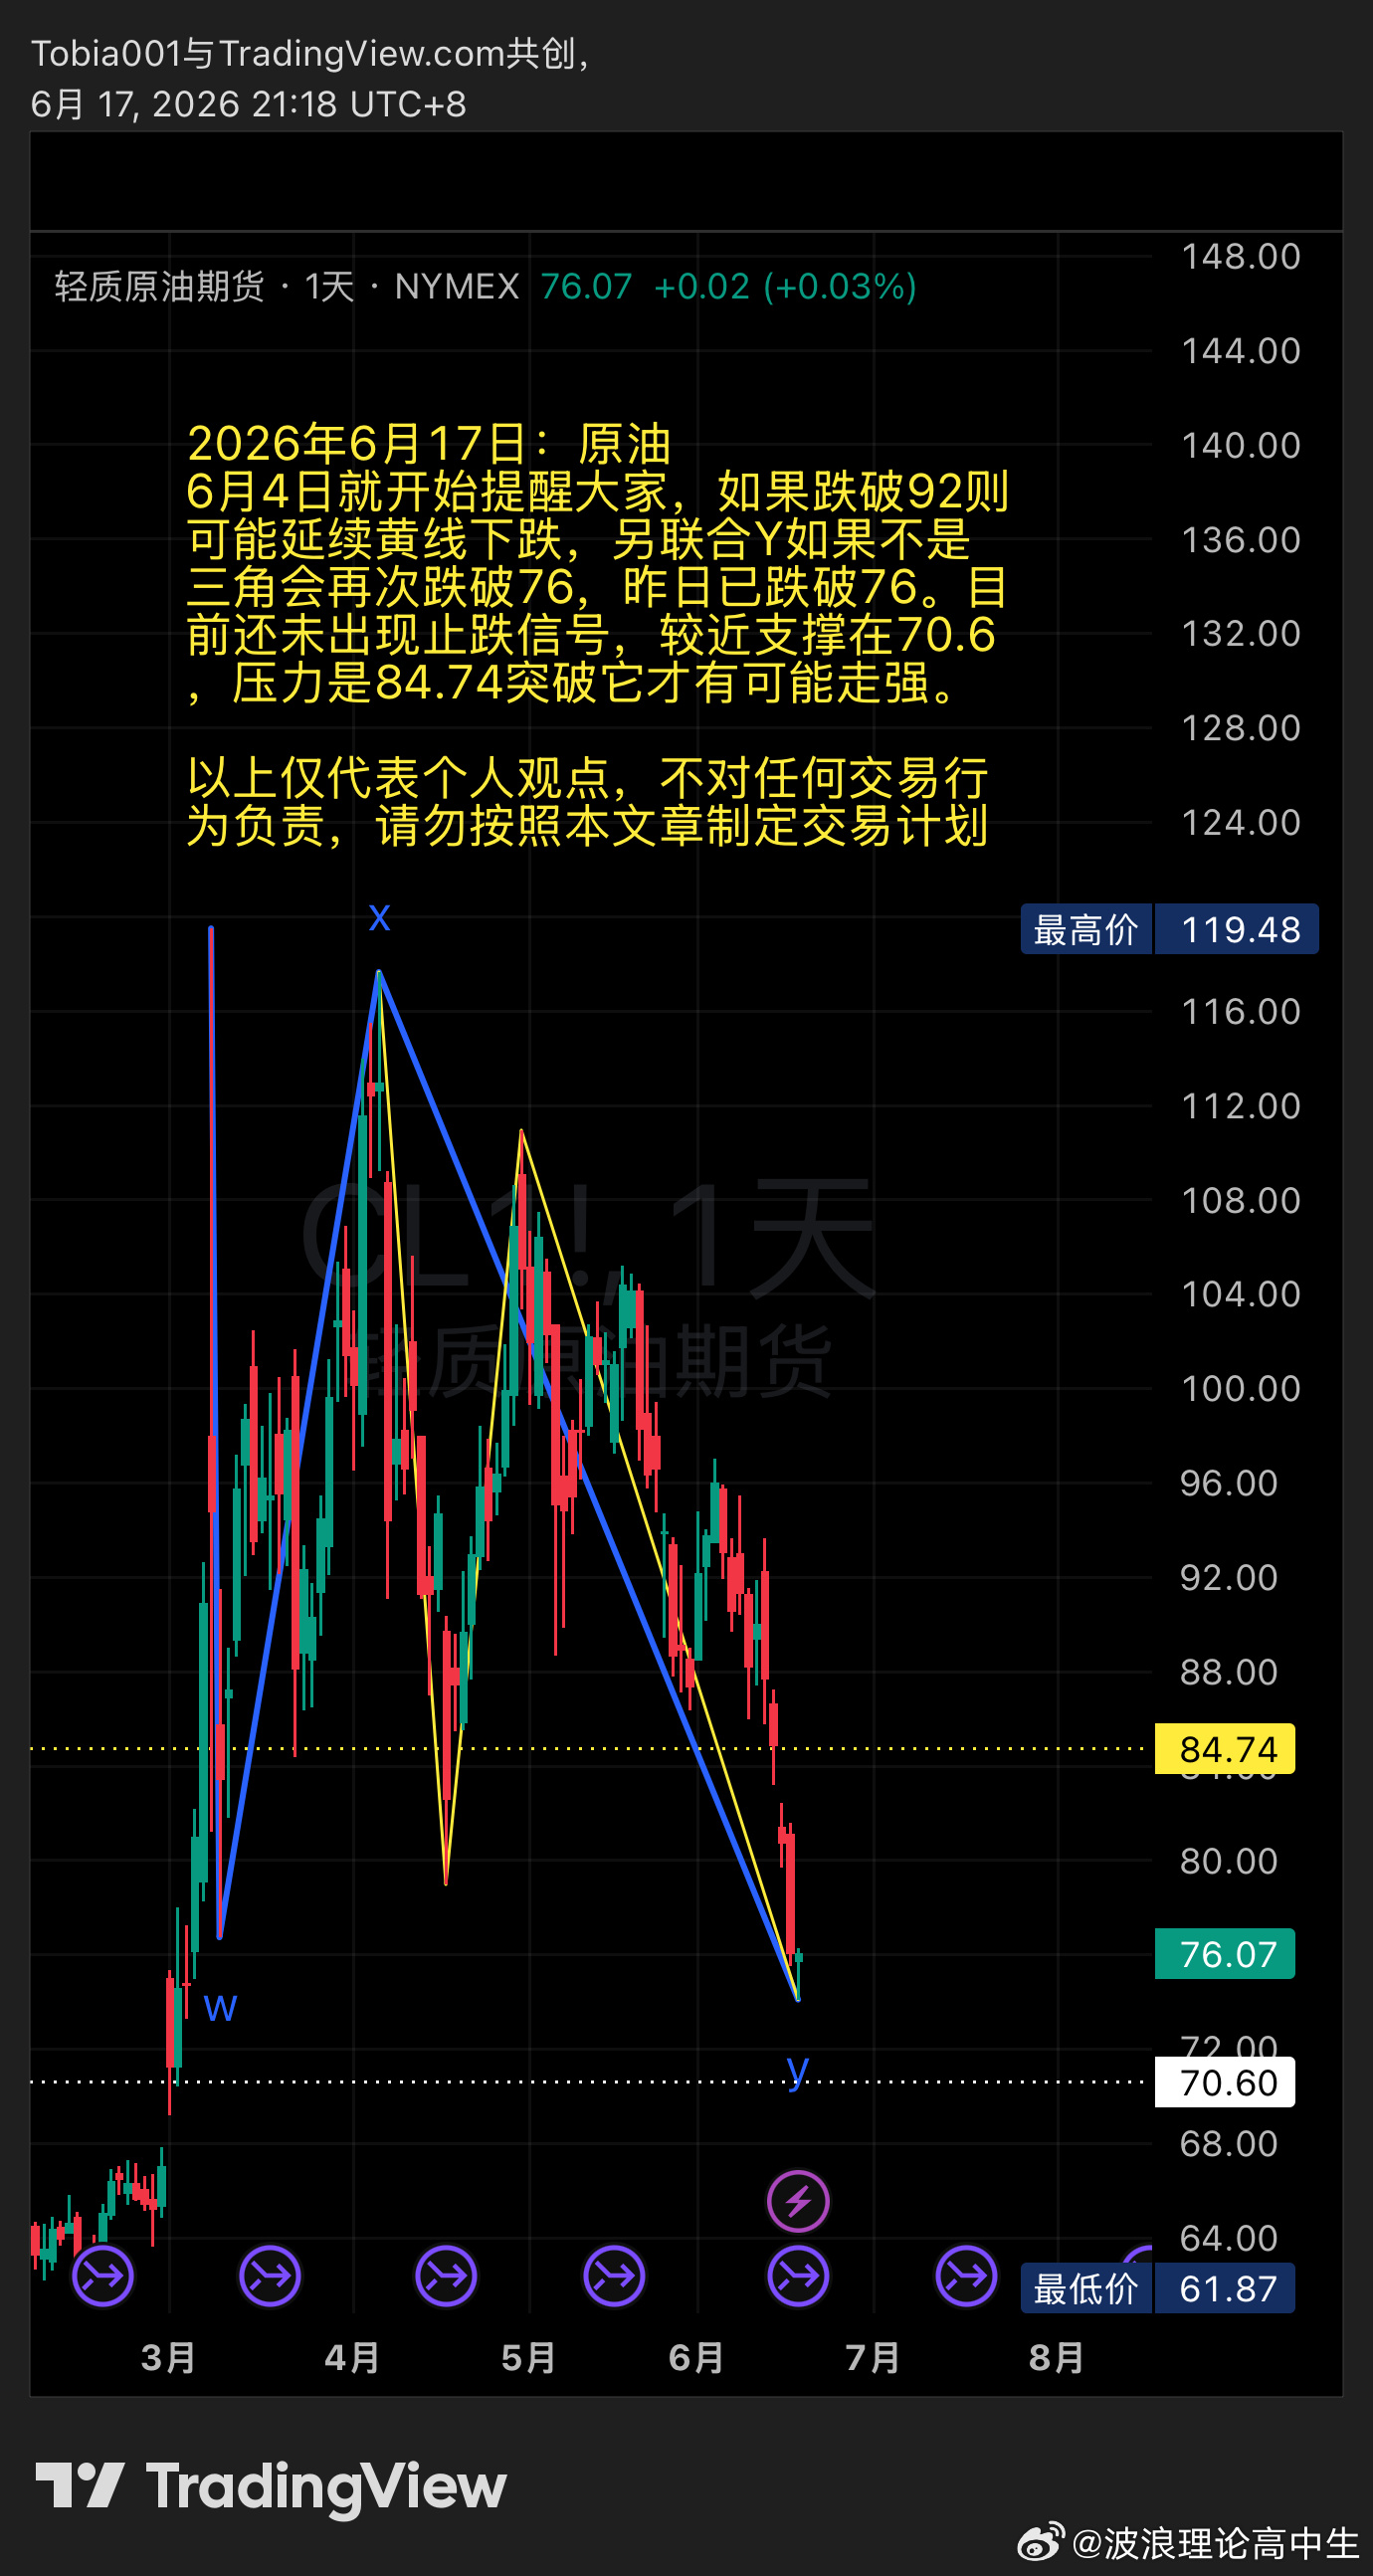 Tobia001与TradingView.com共创,
6月 17, 2026 21:18 UTC+8
轻质原油期货 · 1天 · NYMEX 76.07 +0.02 (+0.03%)
148.00
144.00
2026年6月17日：原油
6月4日就开始提醒大家，如果跌破92则
可能延续黄线下跌，另联合Y如果不是
三角会再次跌破76，昨日已跌破76。目
前还未出现止跌信号，较近支撑在70.6
，压力是84.74突破它才有可能走强。
以上仅代表个人观点，不对任何交易行
为负责，请勿按照本文章制定交易计划
140.00
136.00
132.00
128.00
124.00
x
最高价 119.48
116.00
112.00
108.00
CL1!, 1天
轻质原油期货
104.00
100.00
96.00
92.00
88.00
84.74
84.00
80.00
76.07
w
72.00
y
70.60
68.00
64.00
最低价 61.87
3月 4月 5月 6月 7月 8月
TradingView
@波浪理论高中生